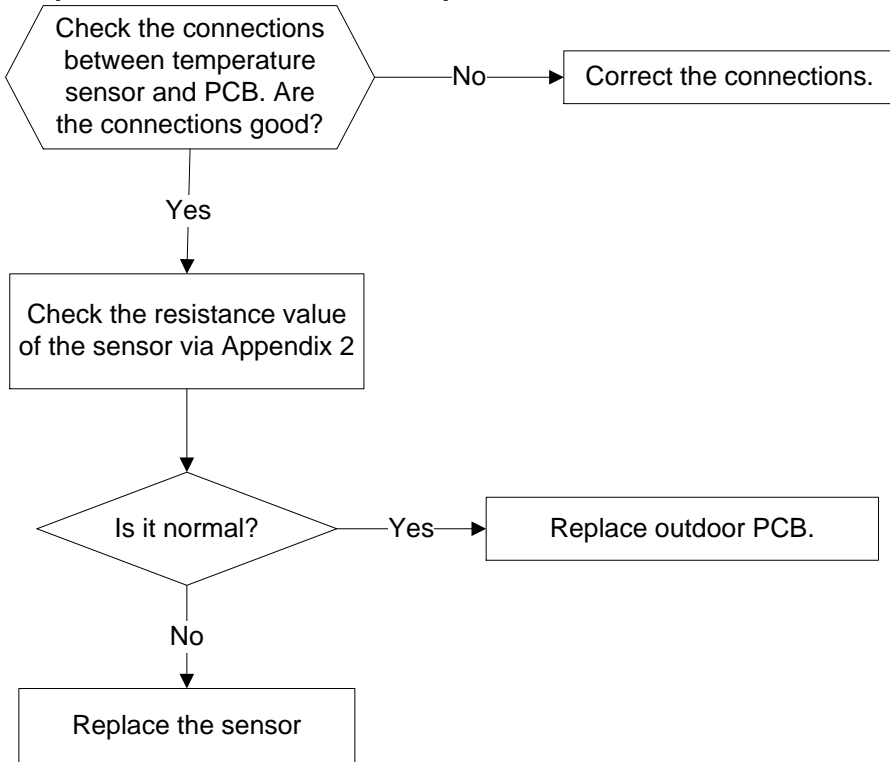 Check the connections
between temperature
sensor and PCB. Are
the connections good?
No
Correct the connections.
Yes
Check the resistance value
of the sensor via Appendix 2
Is it normal?
Yes
Replace outdoor PCB.
No
Replace the sensor